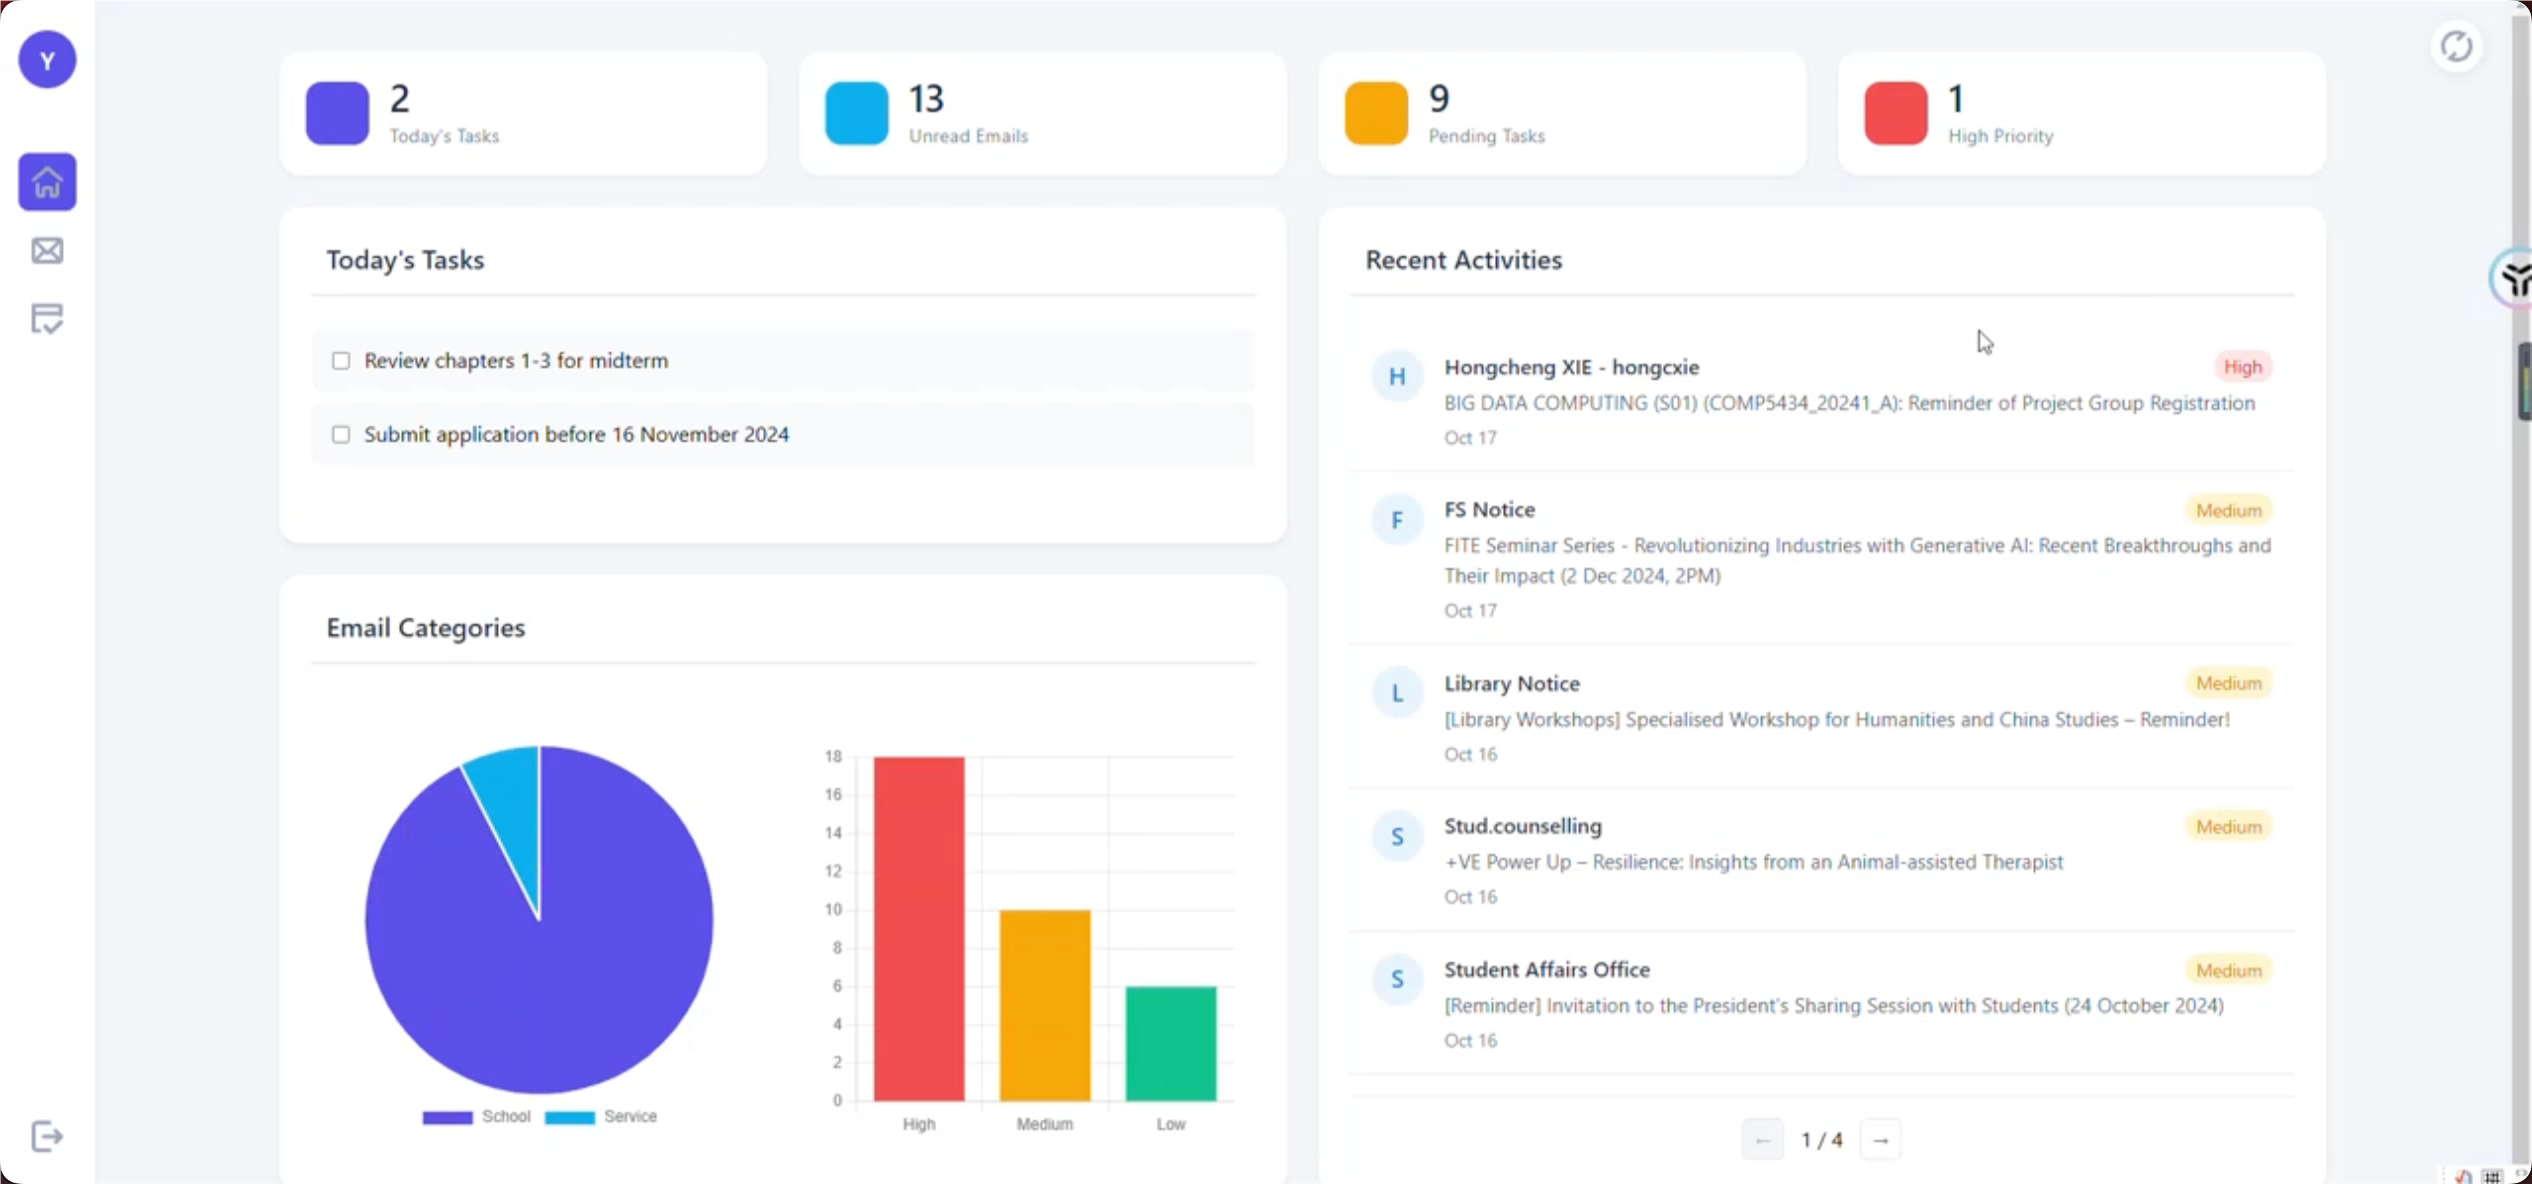 Y
2
Today's Tasks
13
Unread Emails
9
Pending Tasks
1
High Priority
Today's Tasks
Review chapters 1-3 for midterm
Submit application before 16 November 2024
Email Categories
18
16
14
12
10
8
6
4
2
0
High
Medium
Low
School
Service
Recent Activities
H
Hongcheng XIE - hongcxie
High
BIG DATA COMPUTING (S01) (COMP5434_20241_A): Reminder of Project Group Registration
Oct 17
F
FS Notice
Medium
FITE Seminar Series - Revolutionizing Industries with Generative AI: Recent Breakthroughs and
Their Impact (2 Dec 2024, 2PM)
Oct 17
L
Library Notice
Medium
[Library Workshops] Specialised Workshop for Humanities and China Studies – Reminder!
Oct 16
S
Stud.counselling
Medium
+VE Power Up – Resilience: Insights from an Animal-assisted Therapist
Oct 16
S
Student Affairs Office
Medium
[Reminder] Invitation to the President's Sharing Session with Students (24 October 2024)
Oct 16
← 1 / 4 →